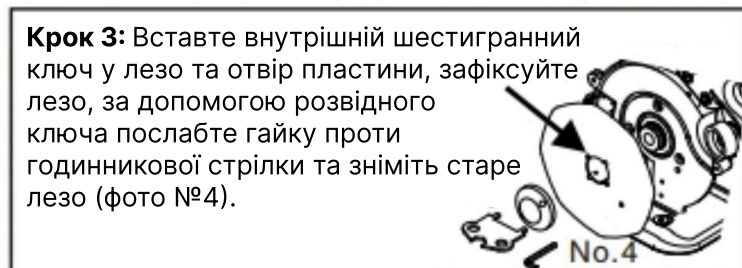 Крок 3: Вставте внутрішній шестигранний
ключ у лезо та отвір пластини, зафіксуйте
лезо, за допомогою розвідного
ключа послабте гайку проти
годинникової стрілки та зніміть старе
лезо (фото №4).
No.4